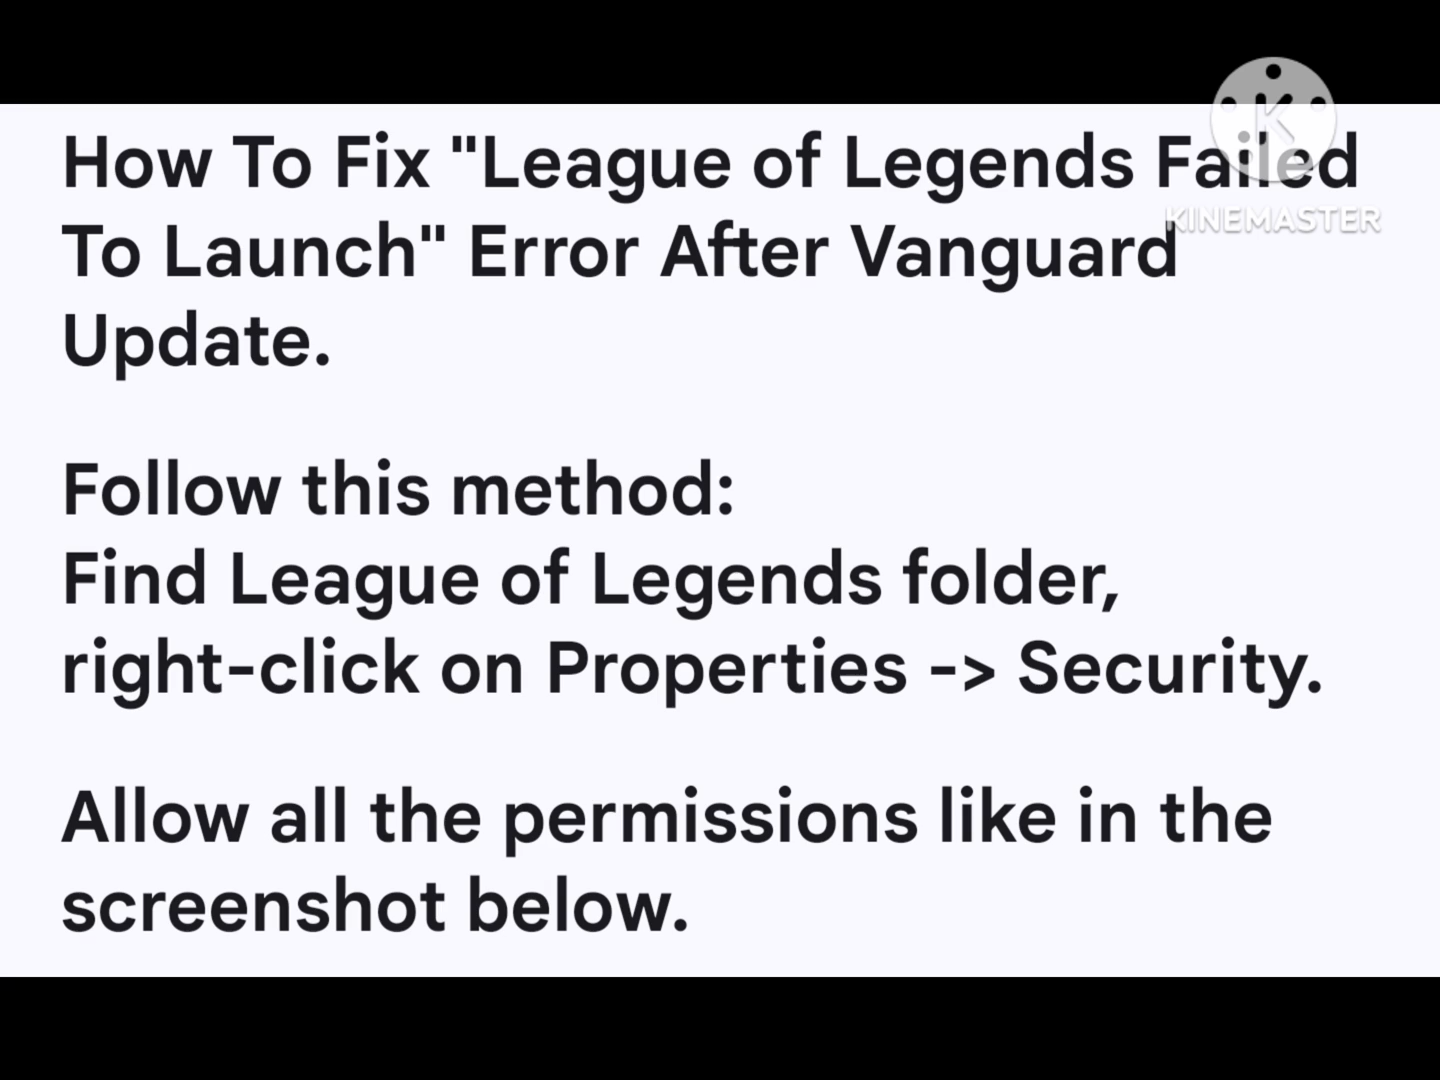 How To Fix "League of Legends Failed
To Launch" Error After Vanguard
Update.
Follow this method:
Find League of Legends folder,
right-click on Properties -> Security.
Allow all the permissions like in the
screenshot below.
K
KINEMASTER